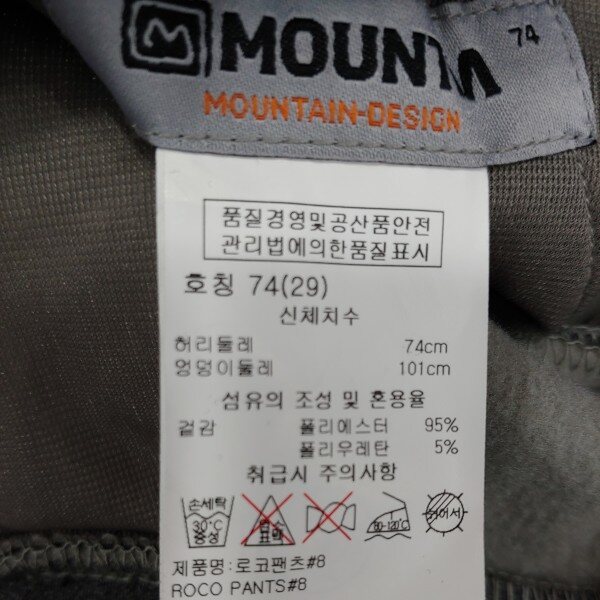 MOUNTIA 74
MOUNTAIN-DESIGN
품질경영및공산품안전
관리법에의한품질표시
호칭 74(29)
신체치수
허리둘레 74cm
엉덩이둘레 101cm
섬유의 조성 및 혼용율
겉감 폴리에스터 95%
폴리우레탄 5%
취급시 주의사항
손세탁
30℃
중성
80-120℃
제품명:로코팬츠#8
ROCO PANTS#8